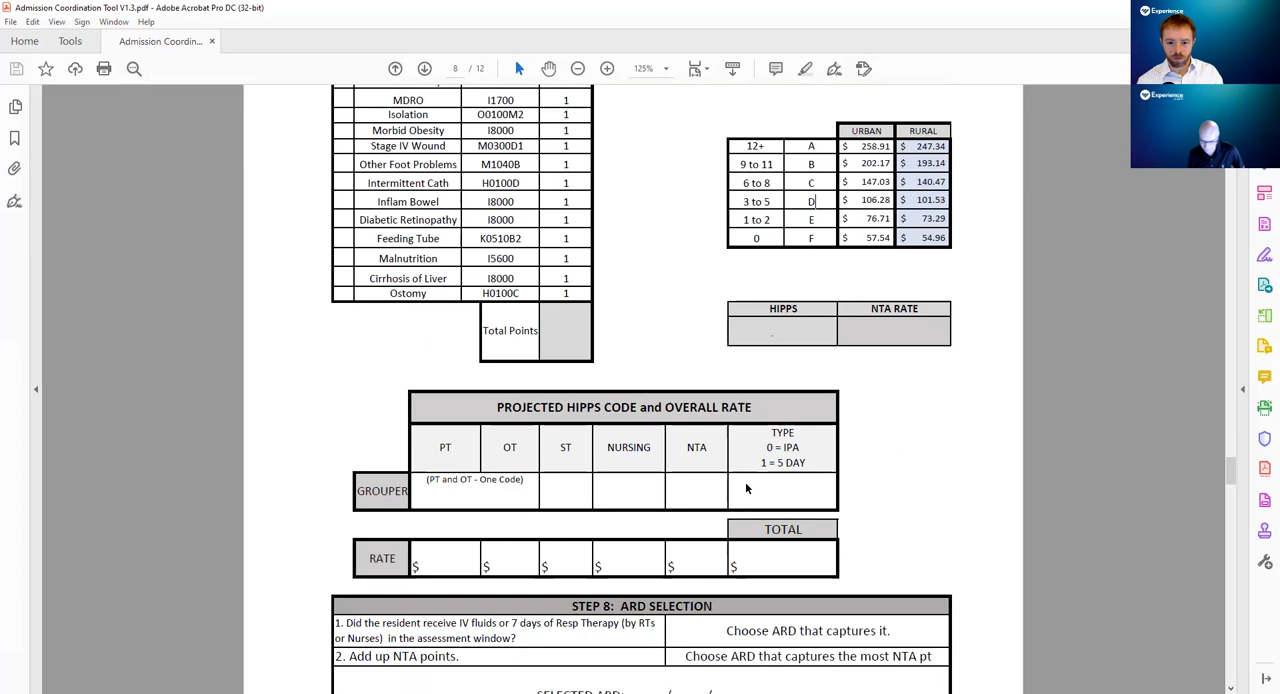 Admission Coordination Tool V1.3.pdf - Adobe Acrobat Pro DC (32-bit)
File Edit View Sign Window Help
Home Tools Admission Coordin... ×
8 / 12 125%
Experience
Experience
MDRO I1700 1
Isolation O0100M2 1
Morbid Obesity I8000 1
Stage IV Wound M0300D1 1
Other Foot Problems M1040B 1
Intermittent Cath H0100D 1
Inflam Bowel I8000 1
Diabetic Retinopathy I8000 1
Feeding Tube K0510B2 1
Malnutrition I5600 1
Cirrhosis of Liver I8000 1
Ostomy H0100C 1
Total Points
URBAN RURAL
12+ A $ 258.91 $ 247.34
9 to 11 B $ 202.17 $ 193.14
6 to 8 C $ 147.03 $ 140.47
3 to 5 D $ 106.28 $ 101.53
1 to 2 E $ 76.71 $ 73.29
0 F $ 57.54 $ 54.96
HIPPS NTA RATE
PROJECTED HIPPS CODE and OVERALL RATE
PT OT ST NURSING NTA TYPE
0 = IPA
1 = 5 DAY
GROUPER (PT and OT - One Code)
TOTAL
RATE $ $ $ $ $ $
STEP 8: ARD SELECTION
1. Did the resident receive IV fluids or 7 days of Resp Therapy (by RTs
or Nurses) in the assessment window?
Choose ARD that captures it.
2. Add up NTA points. Choose ARD that captures the most NTA pt
SELECTED ARD: / /